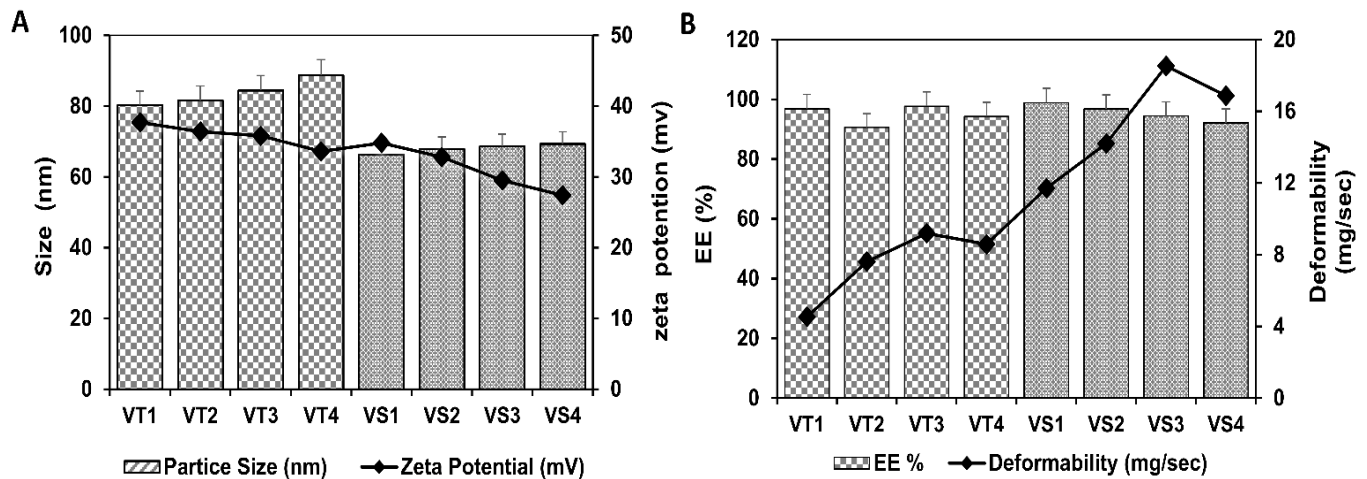 A
100
80
60
40
20
0
Size (nm)
50
40
30
20
10
0
zeta potention (mv)
VT1 VT2 VT3 VT4 VS1 VS2 VS3 VS4
Partice Size (nm) Zeta Potential (mV)
B
120
100
80
60
40
20
0
EE (%)
20
16
12
8
4
0
Deformability
(mg/sec)
VT1 VT2 VT3 VT4 VS1 VS2 VS3 VS4
EE % Deformability (mg/sec)